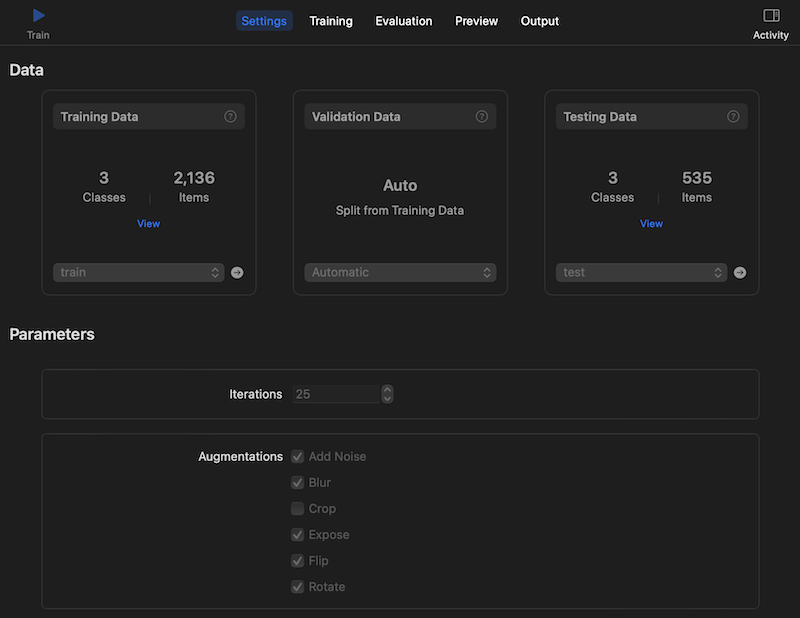 Train
Settings Training Evaluation Preview Output
Activity
Data
Training Data ?
3 2,136
Classes Items
View
train
Validation Data ?
Auto
Split from Training Data
Automatic
Testing Data ?
3 535
Classes Items
View
test
Parameters
Iterations 25
Augmentations Add Noise
Blur
Crop
Expose
Flip
Rotate